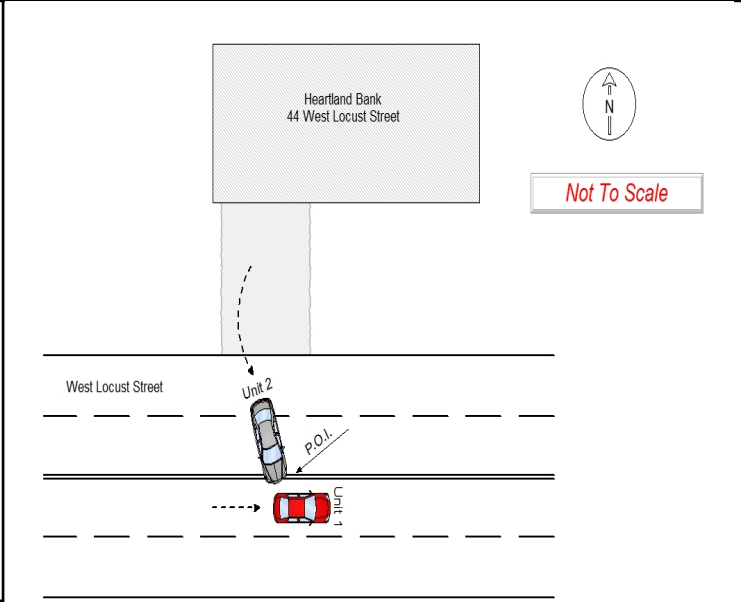 Heartland Bank
44 West Locust Street
N
Not To Scale
West Locust Street
Unit 2
P.O.I.
Unit 1